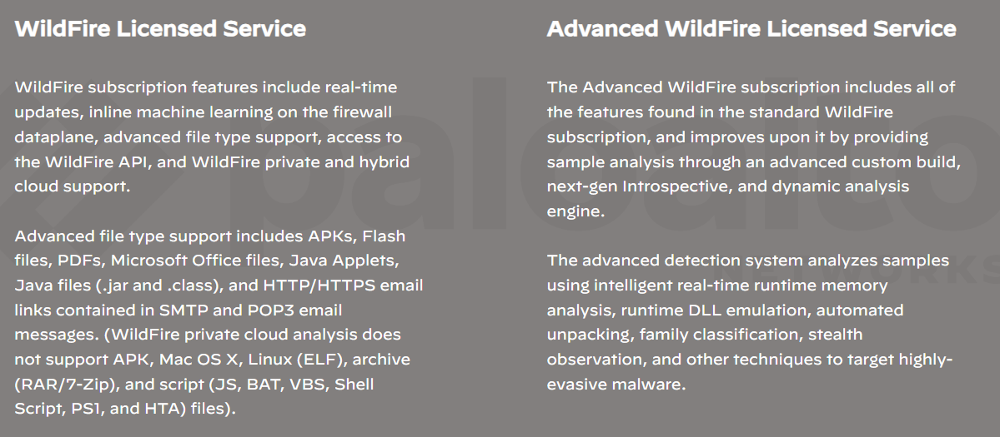 WildFire Licensed Service
WildFire subscription features include real-time
updates, inline machine learning on the firewall
dataplane, advanced file type support, access to
the WildFire API, and WildFire private and hybrid
cloud support.
Advanced file type support includes APKs, Flash
files, PDFs, Microsoft Office files, Java Applets,
Java files (.jar and .class), and HTTP/HTTPS email
links contained in SMTP and POP3 email
messages. (WildFire private cloud analysis does
not support APK, Mac OS X, Linux (ELF), archive
(RAR/7-Zip), and script (JS, BAT, VBS, Shell
Script, PS1, and HTA) files).
Advanced WildFire Licensed Service
The Advanced WildFire subscription includes all of
the features found in the standard WildFire
subscription, and improves upon it by providing
sample analysis through an advanced custom build,
next-gen Introspective, and dynamic analysis
engine.
The advanced detection system analyzes samples
using intelligent real-time runtime memory
analysis, runtime DLL emulation, automated
unpacking, family classification, stealth
observation, and other techniques to target highly-
evasive malware.
paloalto
NETWORKS